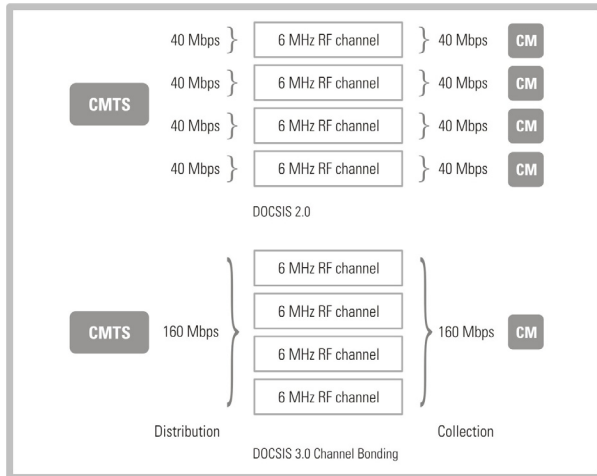 40 Mbps 6 MHz RF channel 40 Mbps CM
40 Mbps 6 MHz RF channel 40 Mbps CM
CMTS
40 Mbps 6 MHz RF channel 40 Mbps CM
40 Mbps 6 MHz RF channel 40 Mbps CM
DOCSIS 2.0
6 MHz RF channel
6 MHz RF channel
CMTS 160 Mbps 160 Mbps CM
6 MHz RF channel
6 MHz RF channel
Distribution Collection
DOCSIS 3.0 Channel Bonding